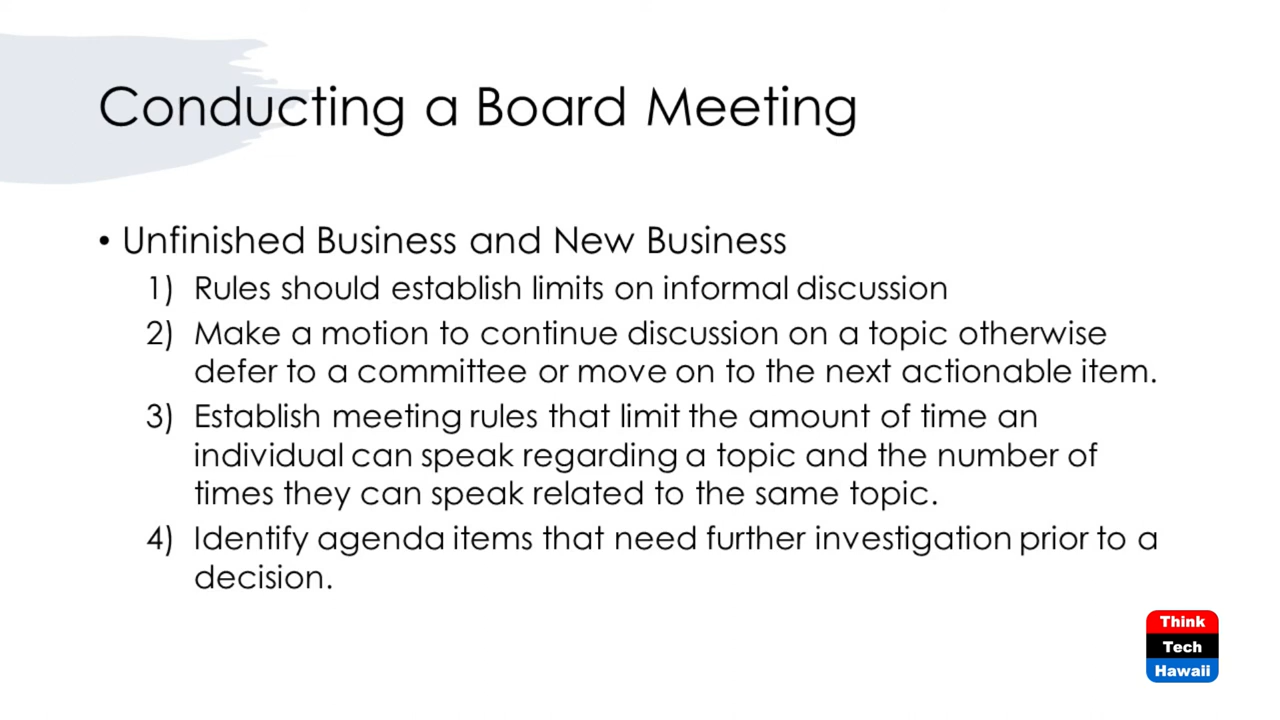 Conducting a Board Meeting
• Unfinished Business and New Business
1) Rules should establish limits on informal discussion
2) Make a motion to continue discussion on a topic otherwise
defer to a committee or move on to the next actionable item.
3) Establish meeting rules that limit the amount of time an
individual can speak regarding a topic and the number of
times they can speak related to the same topic.
4) Identify agenda items that need further investigation prior to a
decision.
Think
Tech
Hawaii